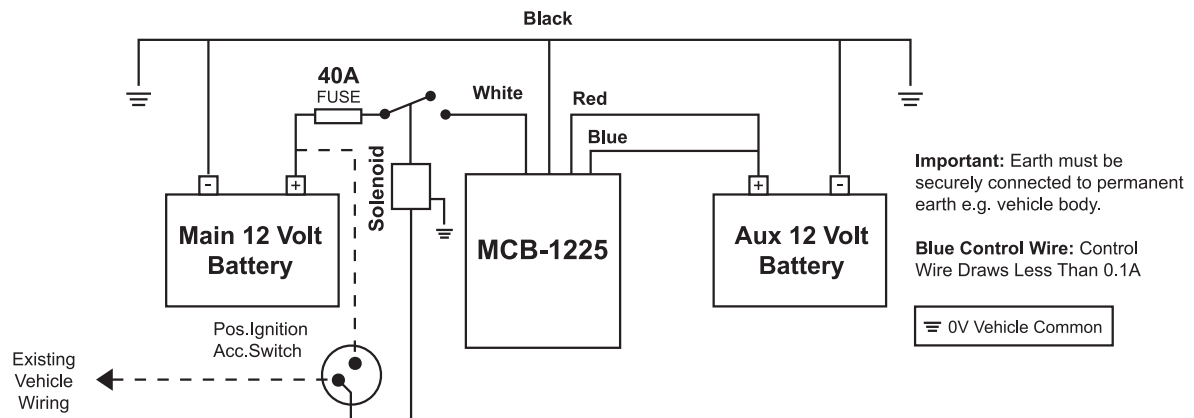 Black
40A
FUSE
White
Red
Blue
Solenoid
-
+
Main 12 Volt
Battery
MCB-1225
+
-
Aux 12 Volt
Battery
Important: Earth must be
securely connected to permanent
earth e.g. vehicle body.
Blue Control Wire: Control
Wire Draws Less Than 0.1A
0V Vehicle Common
Pos.Ignition
Acc.Switch
Existing
Vehicle
Wiring